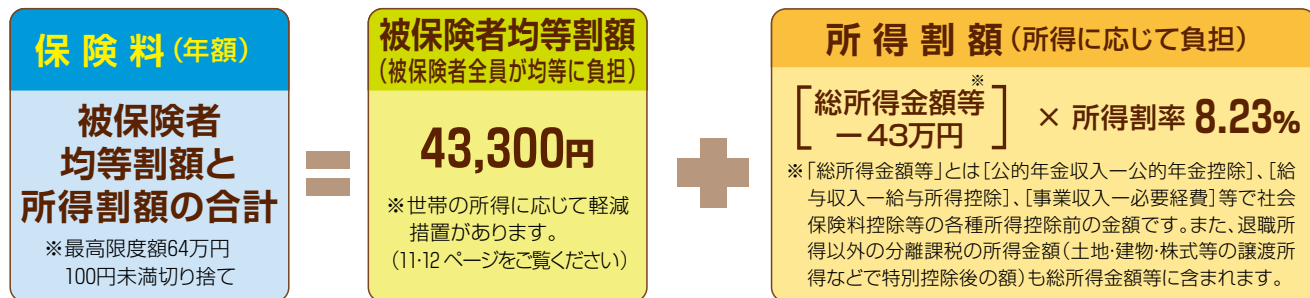 保険料（年額）
被保険者
均等割額と
所得割額の合計
※最高限度額64万円
100円未満切り捨て
＝
被保険者均等割額
（被保険者全員が均等に負担）
43,300円
※世帯の所得に応じて軽減
措置があります。
（11･12 ページをご覧ください）
＋
所得割額（所得に応じて負担）
［総所得金額等※
－43万円］
× 所得割率 8.23%
※「総所得金額等」とは［公的年金収入－公的年金控除］、［給
与収入－給与所得控除］、［事業収入－必要経費］等で社会
保険料控除等の各種所得控除前の金額です。また、退職所
得以外の分離課税の所得金額（土地･建物･株式等の譲渡所
得などで特別控除後の額）も総所得金額等に含まれます。